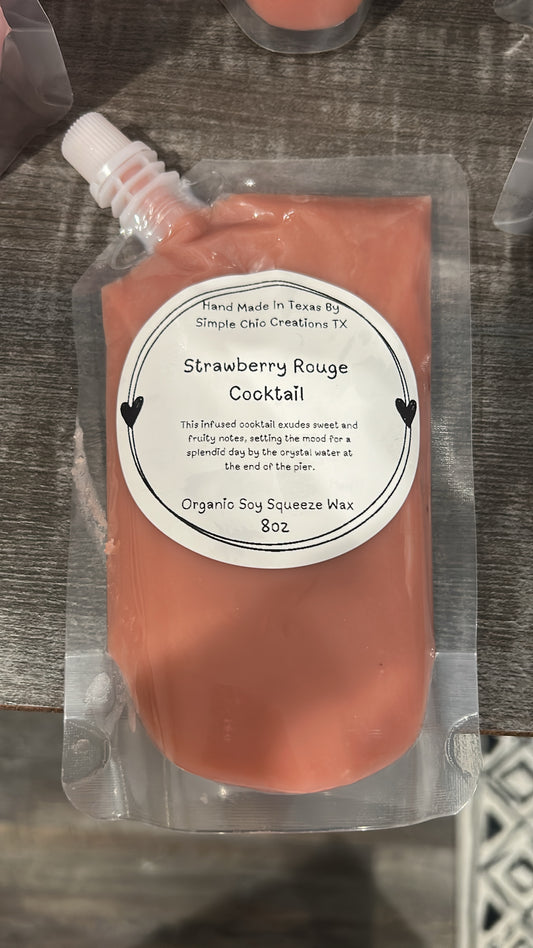 Hand Made In Texas By
Simple Chic Creations TX
Strawberry Rouge
Cocktail
This infused cocktail exudes sweet and
fruity notes, setting the mood for a
splendid day by the crystal water at
the end of the pier.
Organic Soy Squeeze Wax
8oz